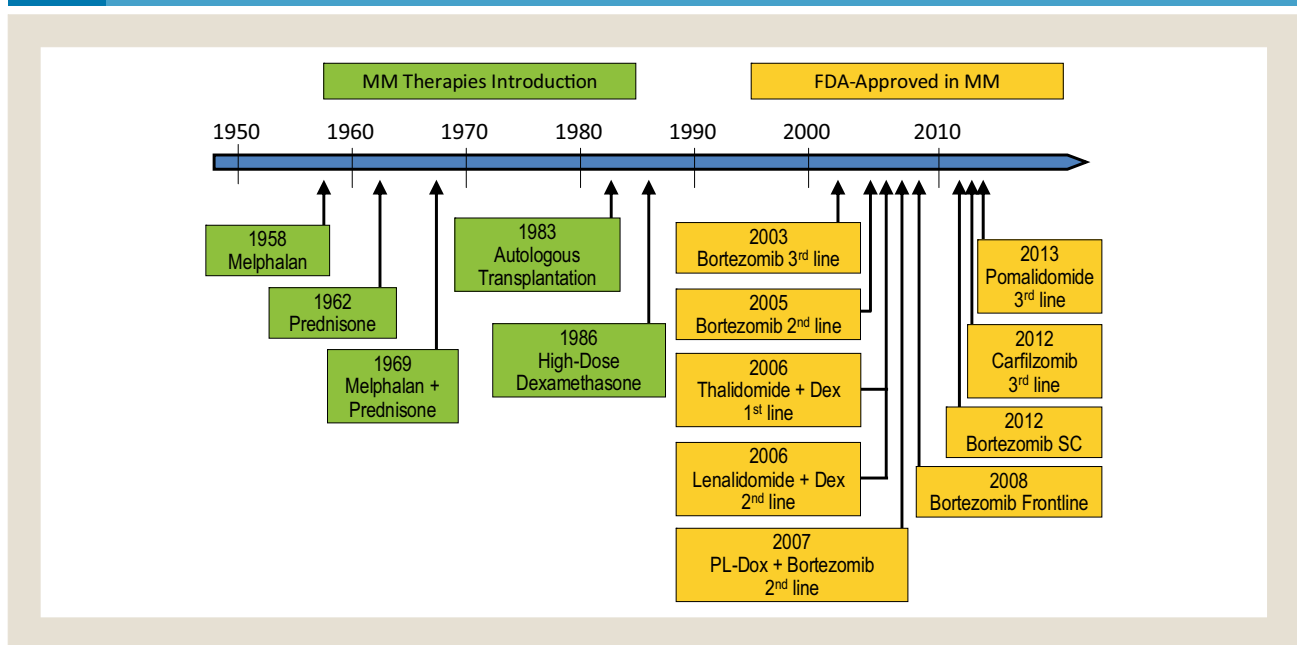 MM Therapies Introduction
FDA-Approved in MM
1950 1960 1970 1980 1990 2000 2010
1958
Melphalan
1962
Prednisone
1969
Melphalan +
Prednisone
1983
Autologous
Transplantation
1986
High-Dose
Dexamethasone
2003
Bortezomib 3rd line
2005
Bortezomib 2nd line
2006
Thalidomide + Dex
1st line
2006
Lenalidomide + Dex
2nd line
2007
PL-Dox + Bortezomib
2nd line
2013
Pomalidomide
3rd line
2012
Carfilzomib
3rd line
2012
Bortezomib SC
2008
Bortezomib Frontline